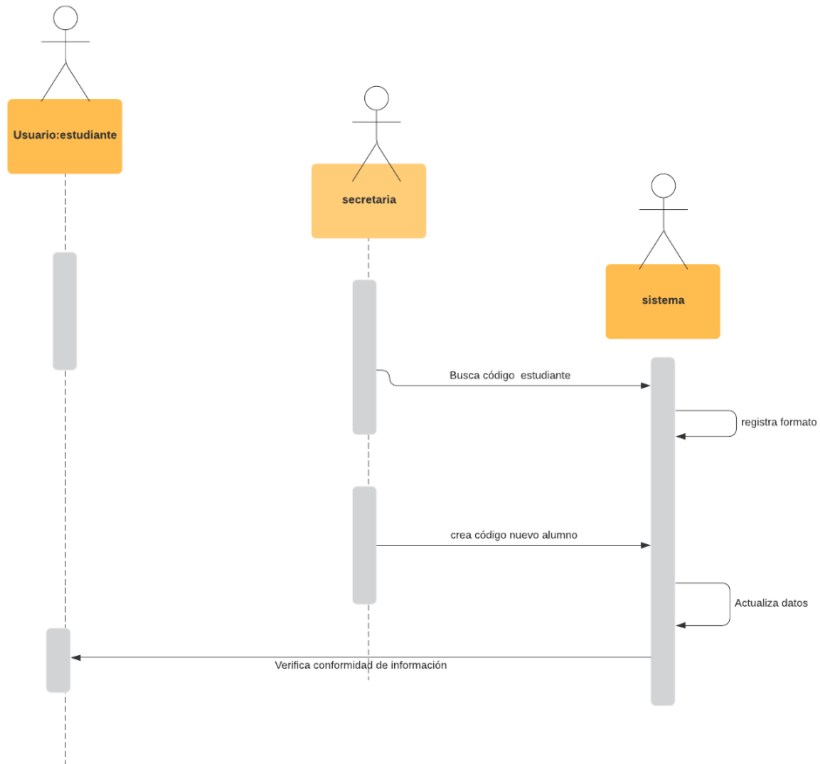 Usuario:estudiante
secretaria
sistema
Busca código estudiante
registra formato
crea código nuevo alumno
Actualiza datos
Verifica conformidad de información